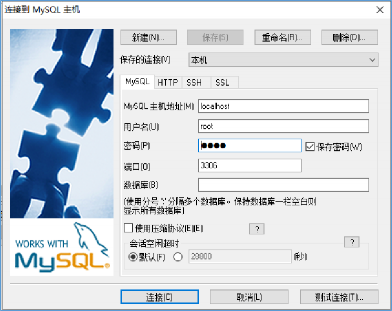 连接到 MySQL 主机
新建(N)... 保存(S) 重命名(R)... 删除(D)...
保存的连接(V) 本机
MySQL HTTP SSH SSL
MySQL 主机地址(M) localhost
用户名(U) root
密码(P) 保存密码(W)
端口(O) 3306
数据库(B)
(使用分号 分隔多个数据库。保持数据库一栏空白则
显示所有数据库)
使用压缩协议(E) ?
会话空闲超时 ?
默认(F) 28800 (秒)
WORKS WITH
MySQL
连接(C) 取消(L) 测试连接(T)...